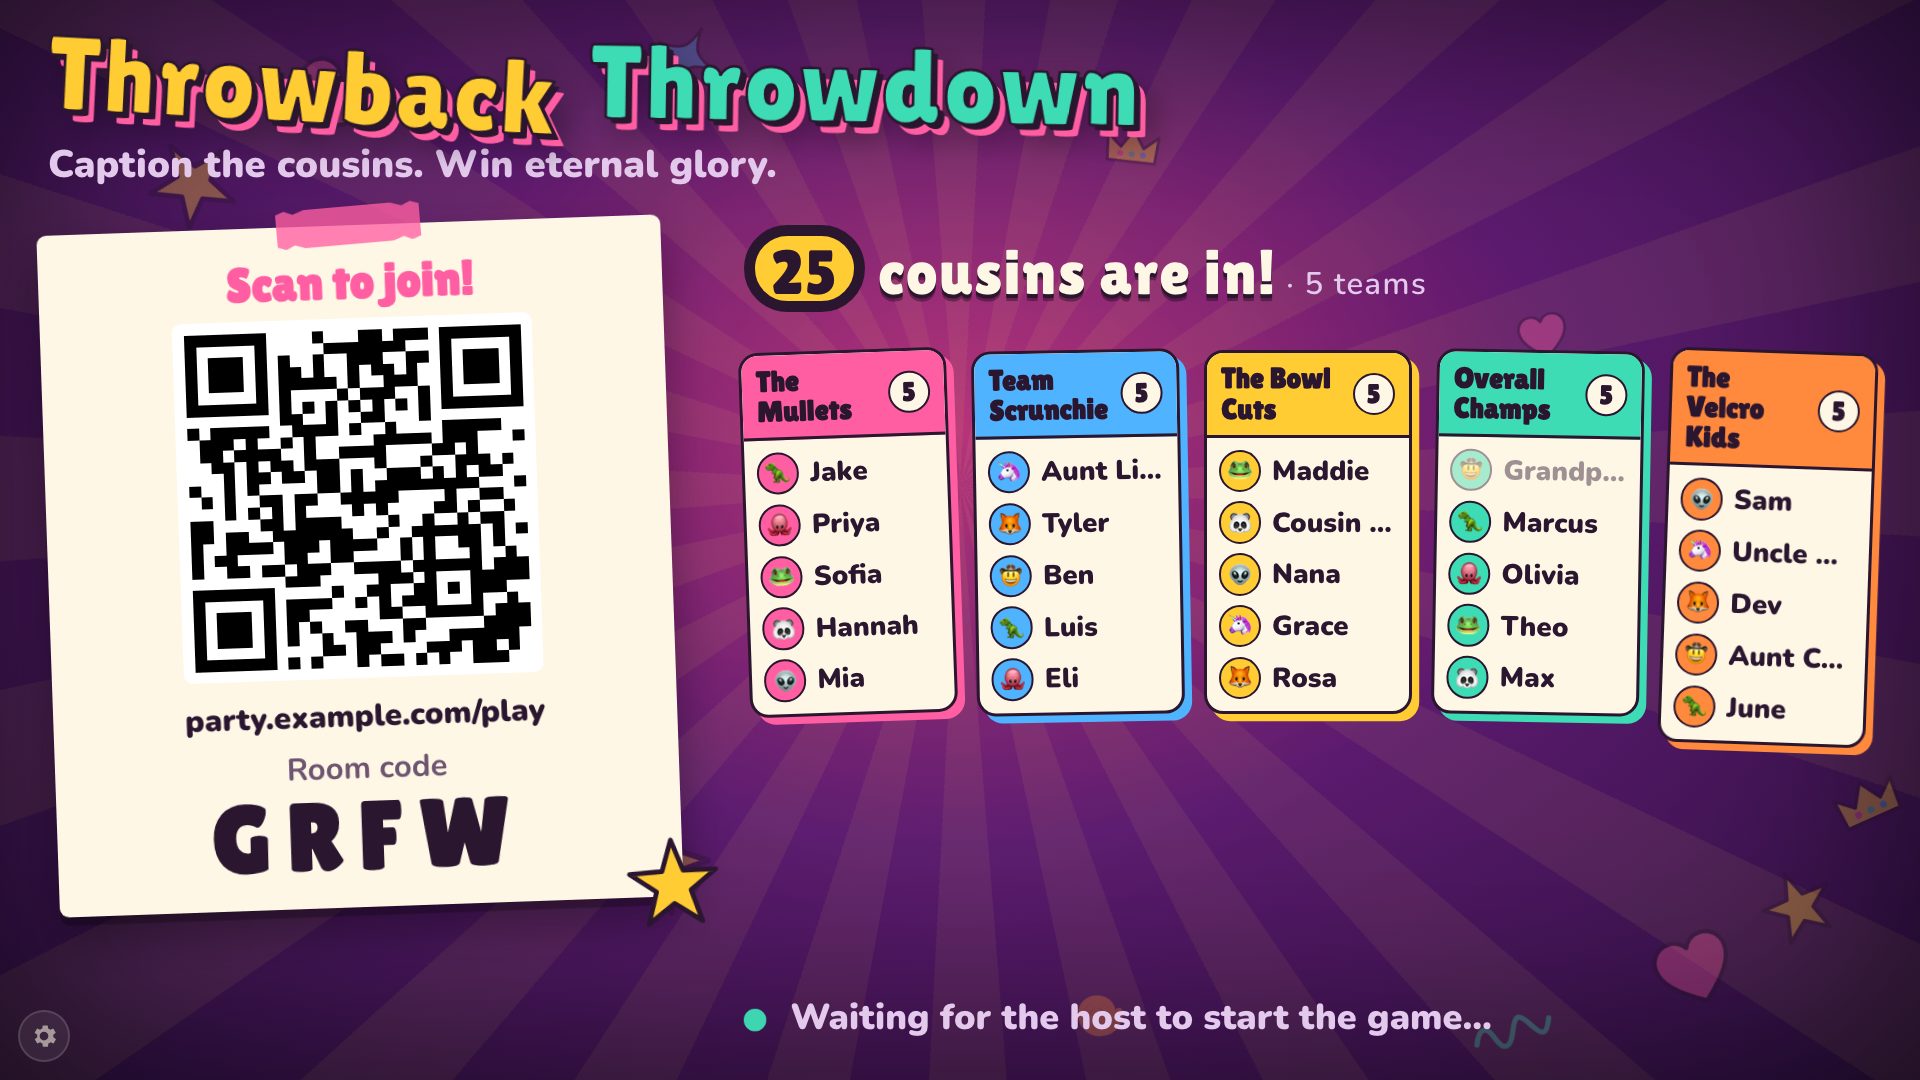 Throwback Throwdown
Caption the cousins. Win eternal glory.
Scan to join!
party.example.com/play
Room code
GRFW
25 cousins are in! · 5 teams
The Mullets
5
Jake
Priya
Sofia
Hannah
Mia
Team Scrunchie
5
Aunt Li...
Tyler
Ben
Luis
Eli
The Bowl Cuts
5
Maddie
Cousin ...
Nana
Grace
Rosa
Overall Champs
5
Grandp...
Marcus
Olivia
Theo
Max
The Velcro Kids
5
Sam
Uncle ...
Dev
Aunt C...
June
Waiting for the host to start the game...